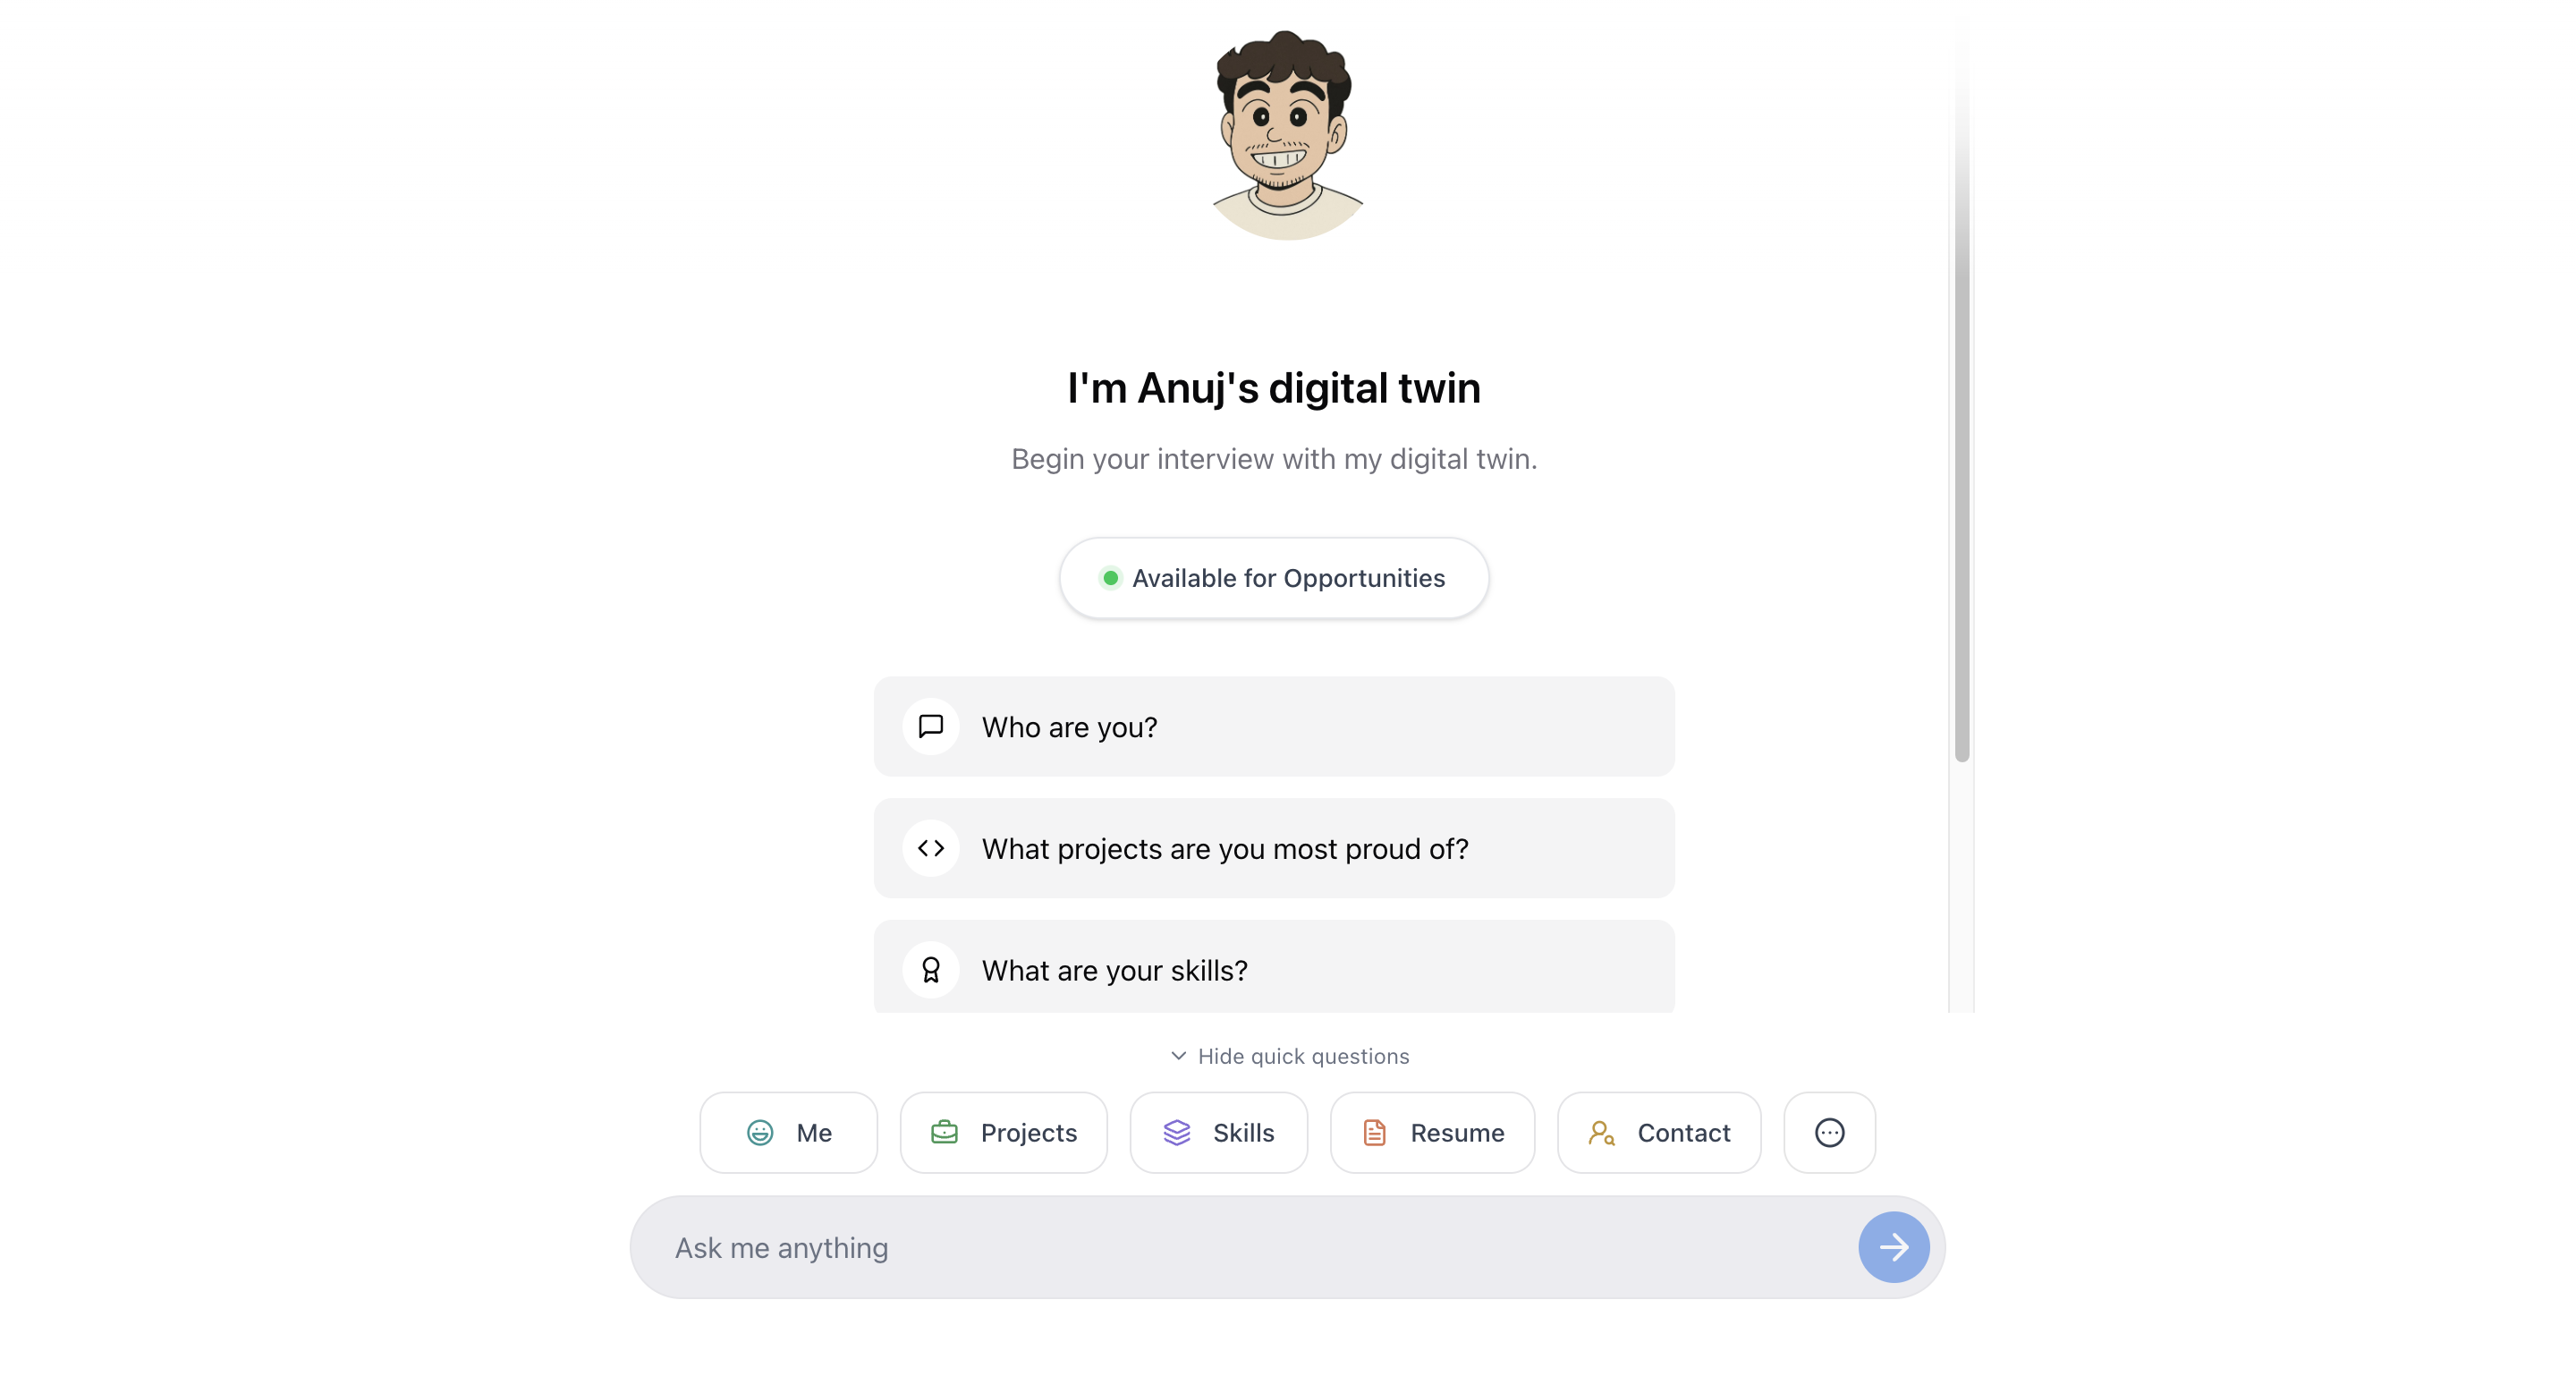 I'm Anuj's digital twin
Begin your interview with my digital twin.
Available for Opportunities
Who are you?
What projects are you most proud of?
What are your skills?
Hide quick questions
Me
Projects
Skills
Resume
Contact
Ask me anything